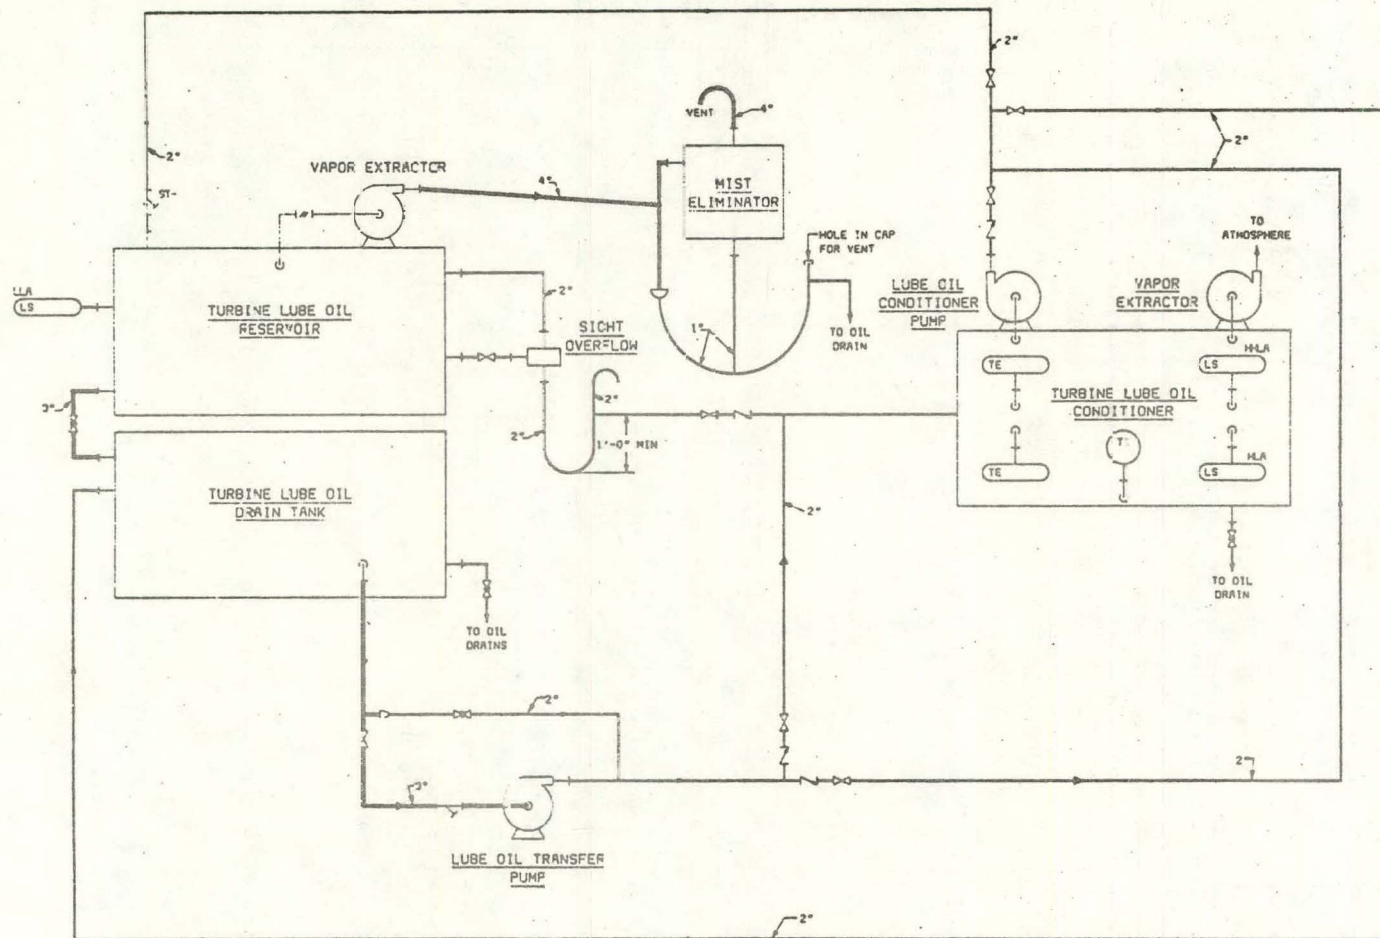 2"
VENT
4"
2"
2"
VAPOR EXTRACTOR
4"
MIST
ELIMINATOR
ST-
HOLE IN CAP
FOR VENT
TO
ATMOSPHERE
LLA
LS
TURBINE LUBE OIL
RESERVOIR
2"
SIGHT
OVERFLOW
1"
TO OIL
DRAIN
LUBE OIL
CONDITIONER
PUMP
VAPOR
EXTRACTOR
TE
HHLA
LS
TURBINE LUBE OIL
CONDITIONER
3"
2"
2"
1'-0" MIN
TE
HLA
LS
TURBINE LUBE OIL
DRAIN TANK
2"
TO OIL
DRAINS
TO OIL
DRAIN
2"
3"
2"
LUBE OIL TRANSFER
PUMP
2"